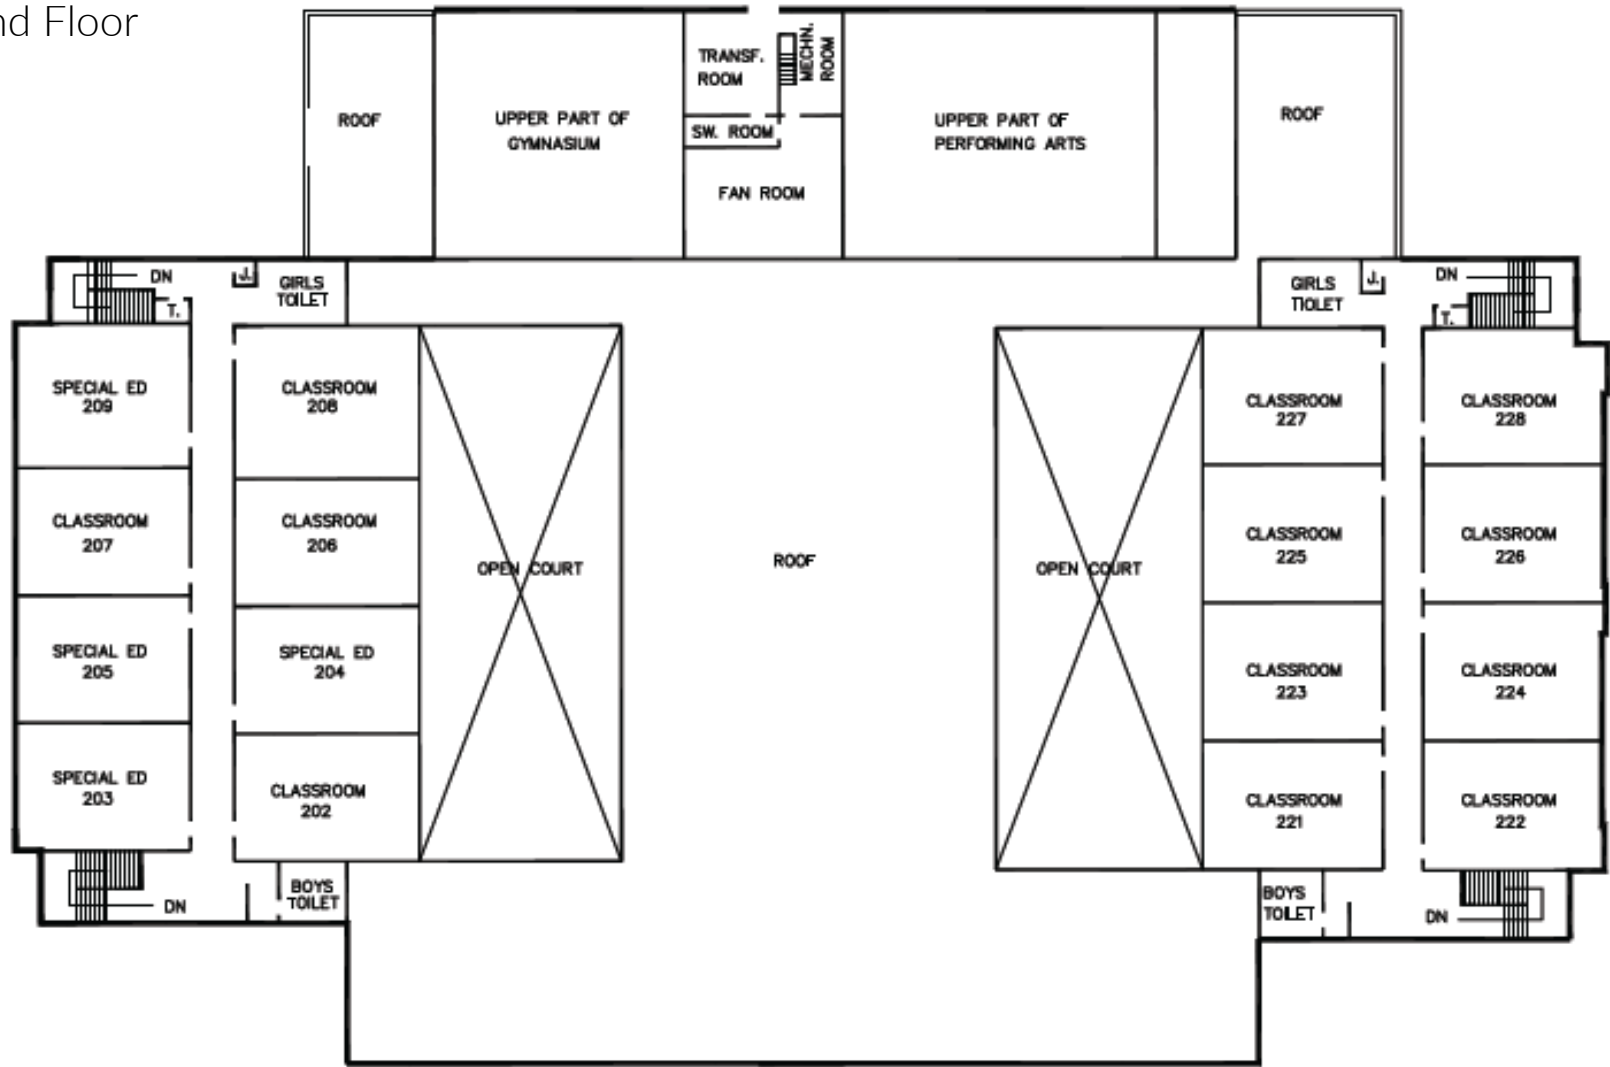 nd Floor
TRANSF.
ROOM
MECHN.
ROOM
ROOF
UPPER PART OF
GYMNASIUM
SW. ROOM
UPPER PART OF
PERFORMING ARTS
ROOF
FAN ROOM
DN
J.
GIRLS
TOILET
T.
GIRLS
TIOLET
J.
DN
T.
SPECIAL ED
209
CLASSROOM
208
CLASSROOM
227
CLASSROOM
228
CLASSROOM
207
CLASSROOM
206
OPEN COURT
ROOF
OPEN COURT
CLASSROOM
225
CLASSROOM
226
SPECIAL ED
205
SPECIAL ED
204
CLASSROOM
223
CLASSROOM
224
SPECIAL ED
203
CLASSROOM
202
CLASSROOM
221
CLASSROOM
222
DN
BOYS
TOILET
BOYS
TOILET
DN